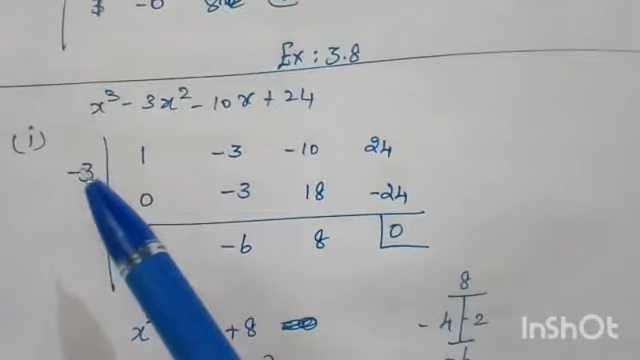 Ex : 3.8
x³ - 3x² - 10x + 24
(i)
-3 | 1 -3 -10 24
0 -3 18 -24
-6 8 0
+8
8
-4 -2
InShOt